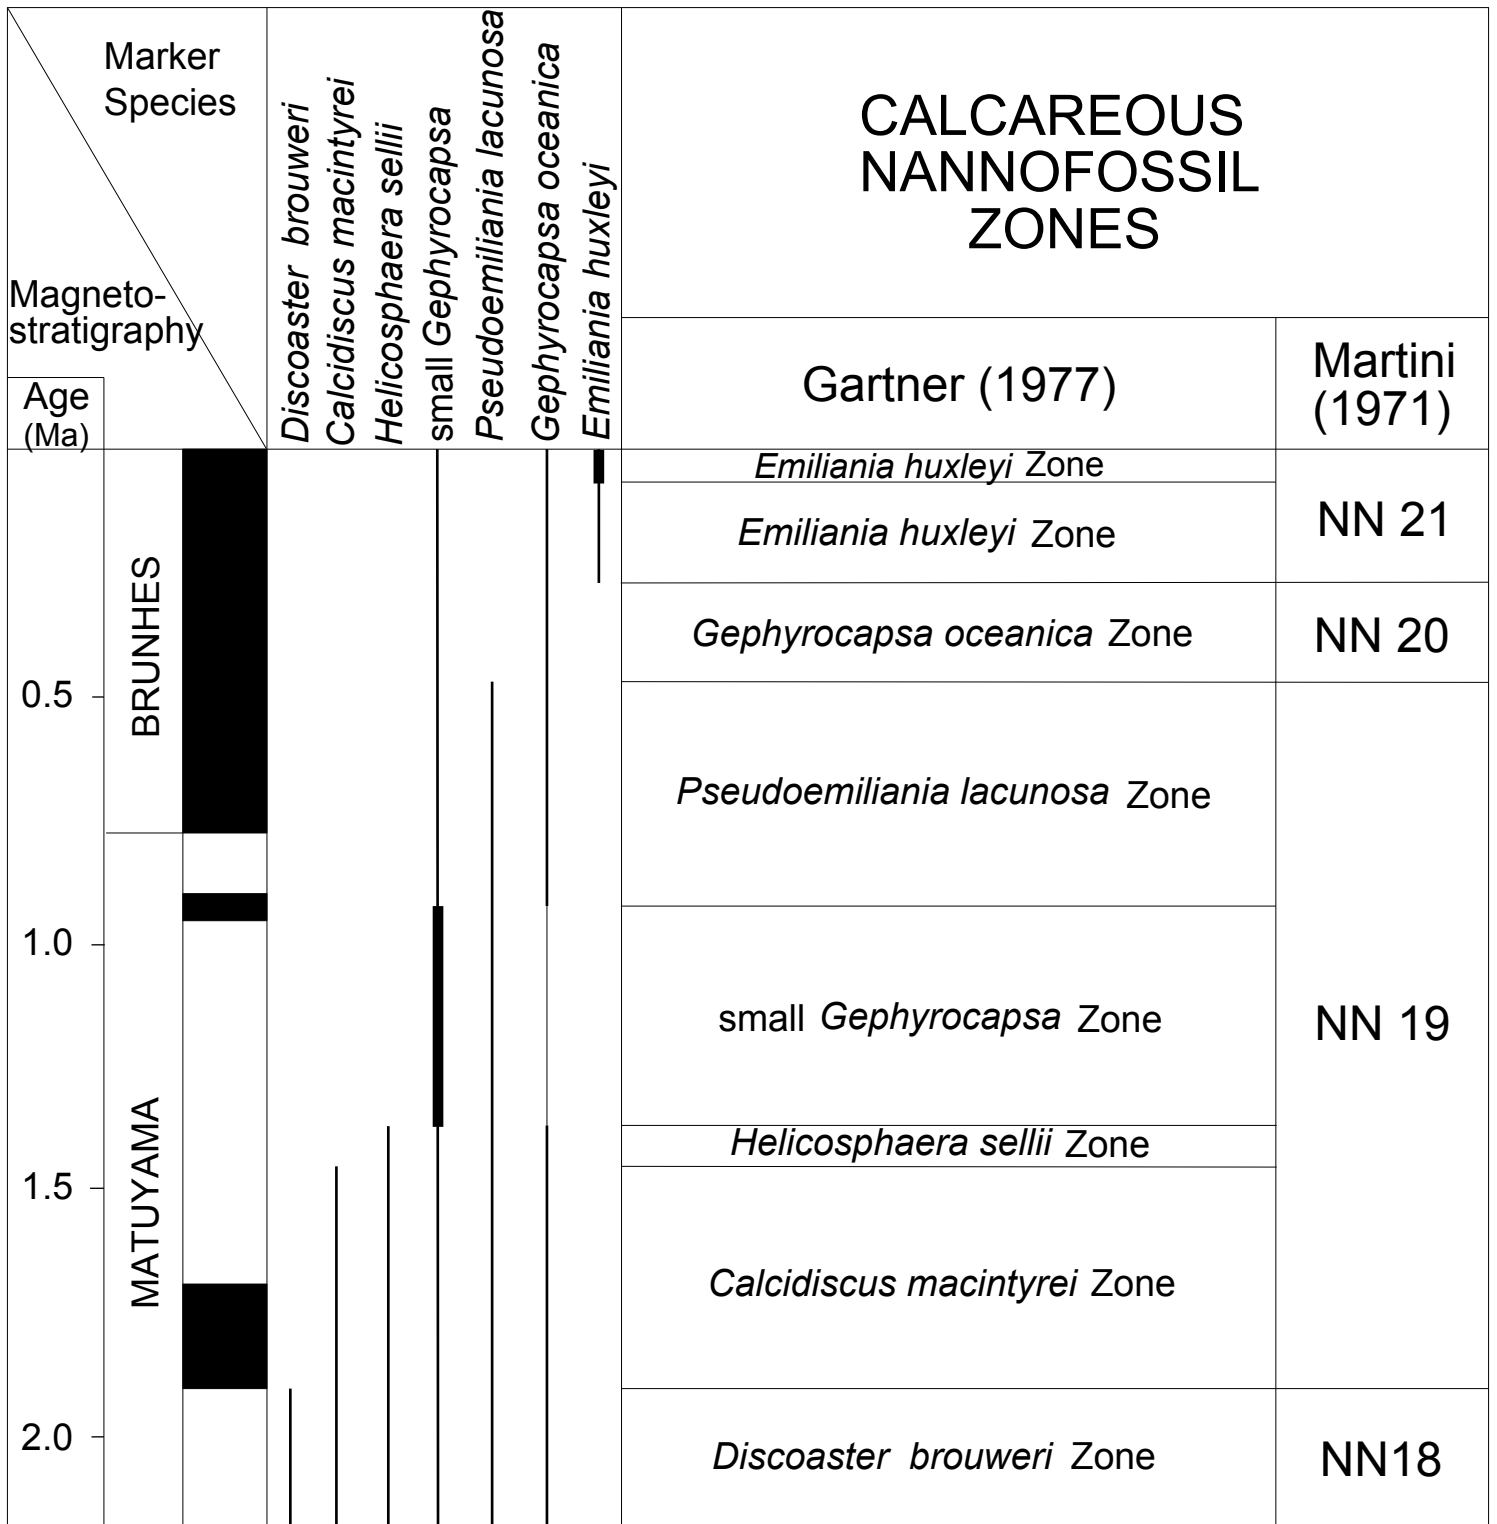 Marker
Species
Magneto-
stratigraphy
Age
(Ma)
Discoaster brouweri
Calcidiscus macintyrei
Helicosphaera sellii
small Gephyrocapsa
Pseudoemiliania lacunosa
Gephyrocapsa oceanica
Emiliania huxleyi
CALCAREOUS
NANNOFOSSIL
ZONES
Gartner (1977)
Martini
(1971)
BRUNHES
MATUYAMA
0.5
1.0
1.5
2.0
Emiliania huxleyi Zone
Emiliania huxleyi Zone
Gephyrocapsa oceanica Zone
Pseudoemiliania lacunosa Zone
small Gephyrocapsa Zone
Helicosphaera sellii Zone
Calcidiscus macintyrei Zone
Discoaster brouweri Zone
NN 21
NN 20
NN 19
NN18